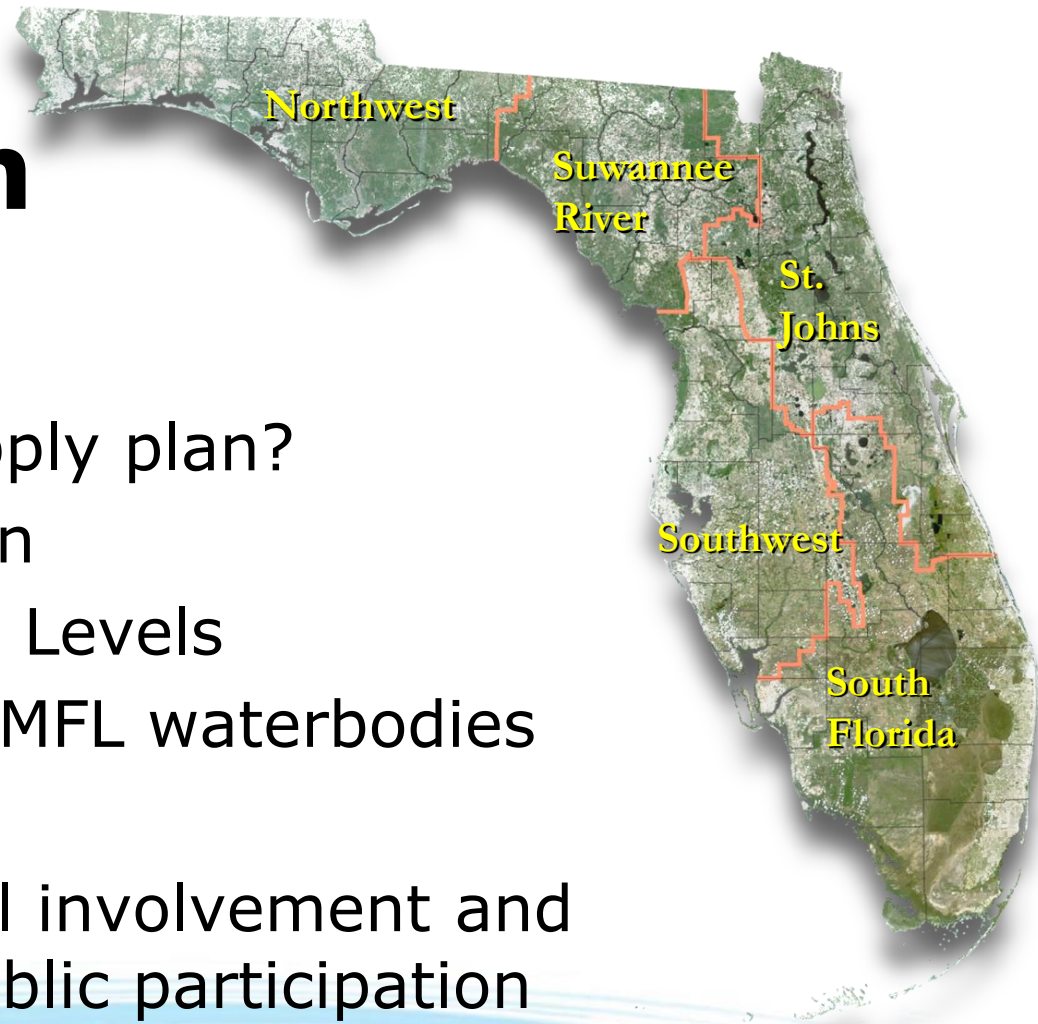 n
Northwest
Suwannee
River
St.
Johns
pply plan?
n
Levels
MFL waterbodies
Southwest
South
Florida
l involvement and
blic participation